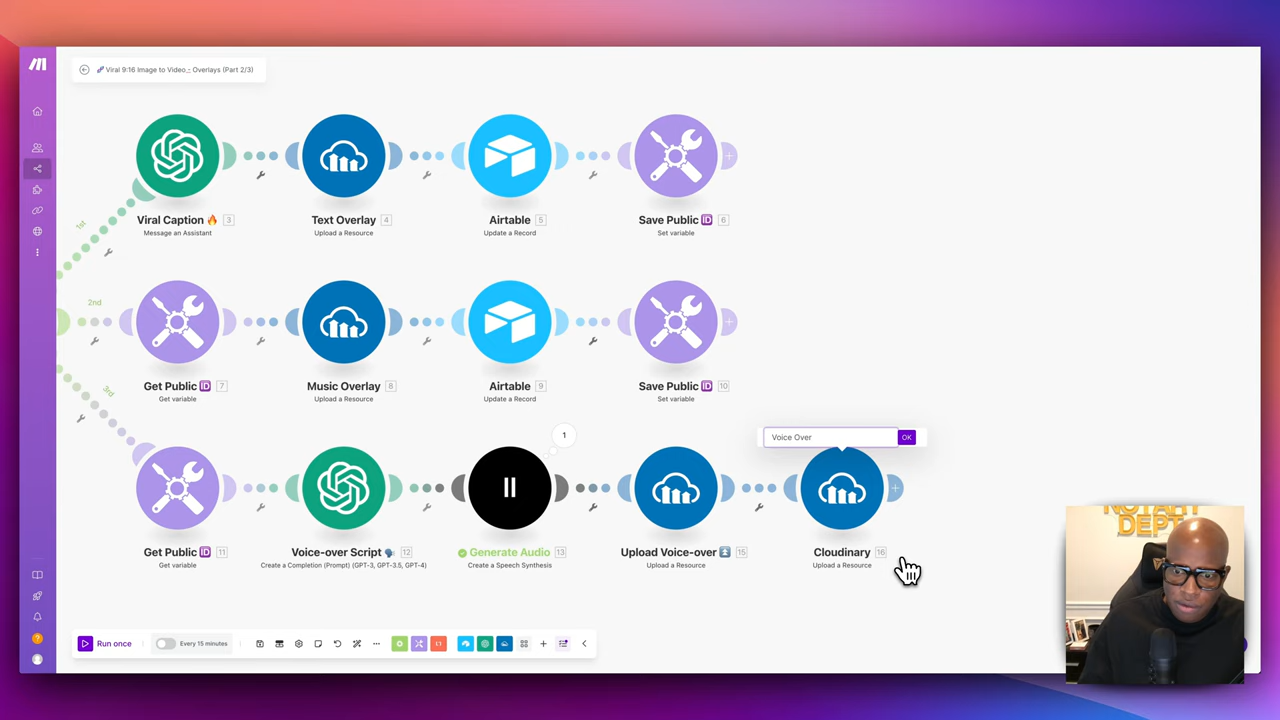 Viral 9:16 Image to Video_- Overlays (Part 2/3)
1st
Viral Caption 🔥 3
Message an Assistant
Text Overlay 4
Upload a Resource
Airtable 5
Update a Record
Save Public 🆔 6
Set variable
2nd
Get Public 🆔 7
Get variable
Music Overlay 8
Upload a Resource
Airtable 9
Update a Record
Save Public 🆔 10
Set variable
3rd
1
Voice Over OK
Get Public 🆔 11
Get variable
Voice-over Script 🗣 12
Create a Completion (Prompt) (GPT-3, GPT-3.5, GPT-4)
Generate Audio 13
Create a Speech Synthesis
Upload Voice-over ⏫ 15
Upload a Resource
Cloudinary 16
Upload a Resource
NOTARY
DEPT
Run once
Every 15 minutes